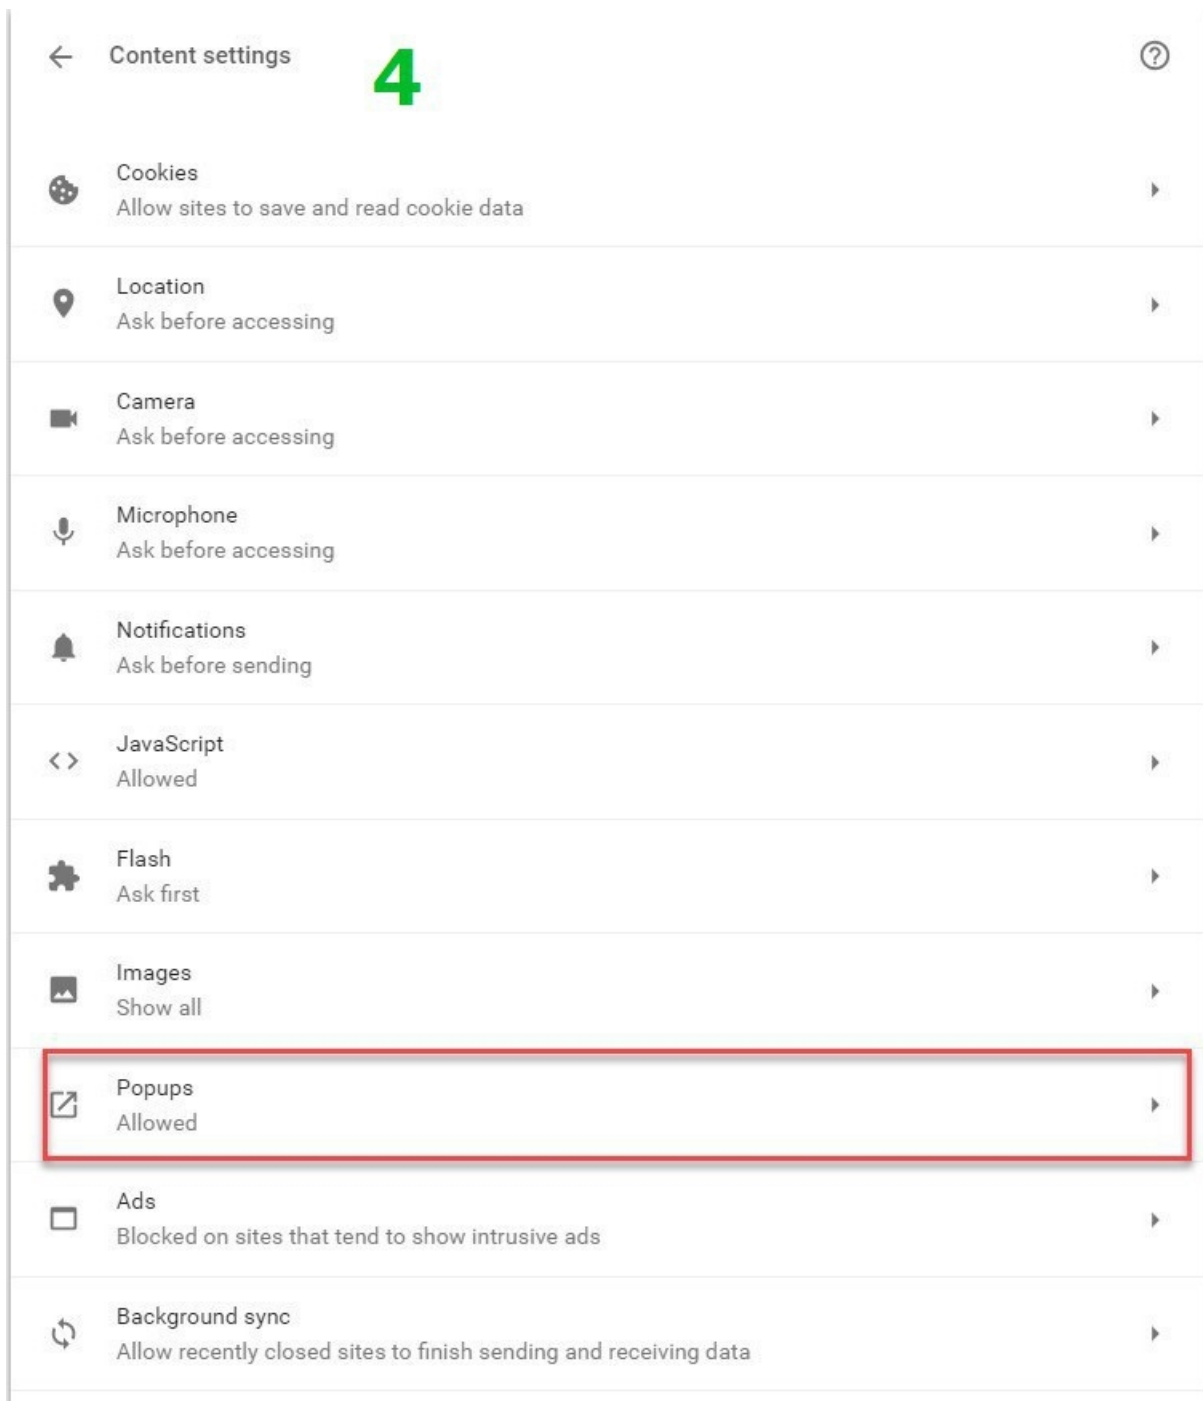 Content settings
4
Cookies
Allow sites to save and read cookie data
Location
Ask before accessing
Camera
Ask before accessing
Microphone
Ask before accessing
Notifications
Ask before sending
JavaScript
Allowed
Flash
Ask first
Images
Show all
Popups
Allowed
Ads
Blocked on sites that tend to show intrusive ads
Background sync
Allow recently closed sites to finish sending and receiving data